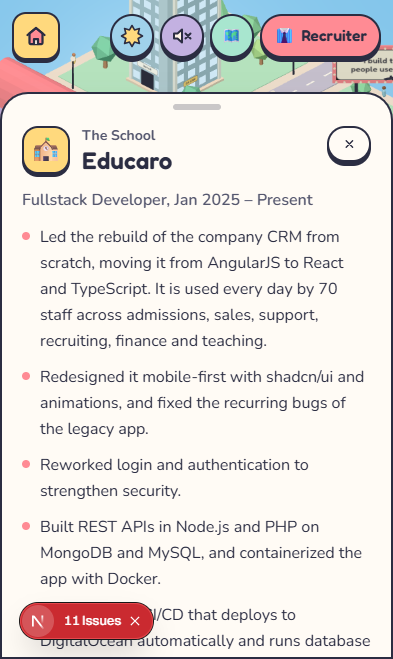 Recruiter
build t
people use
The School
Educaro
Fullstack Developer, Jan 2025 – Present
Led the rebuild of the company CRM from
scratch, moving it from AngularJS to React
and TypeScript. It is used every day by 70
staff across admissions, sales, support,
recruiting, finance and teaching.
Redesigned it mobile-first with shadcn/ui and
animations, and fixed the recurring bugs of
the legacy app.
Reworked login and authentication to
strengthen security.
Built REST APIs in Node.js and PHP on
MongoDB and MySQL, and containerized the
app with Docker.
I/CD that deploys to
N 11 Issues
DigitalOcean automatically and runs database